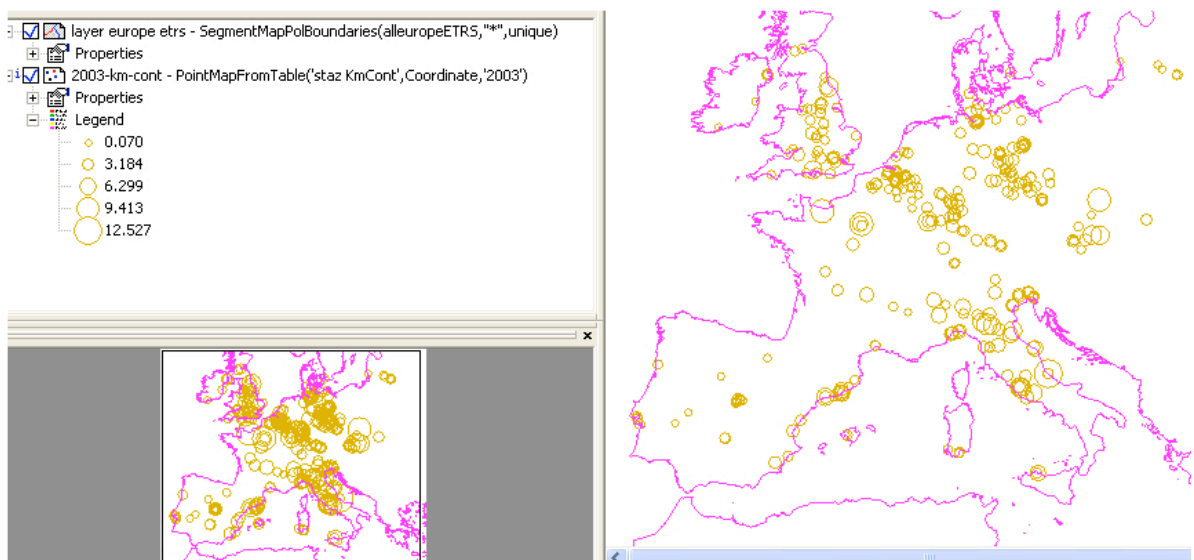 layer europe etrs - SegmentMapPolBoundaries(alleuropeETRS,"*",unique)
Properties
2003-km-cont - PointMapFromTable('staz KmCont',Coordinate,'2003')
Properties
Legend
0.070
3.184
6.299
9.413
12.527